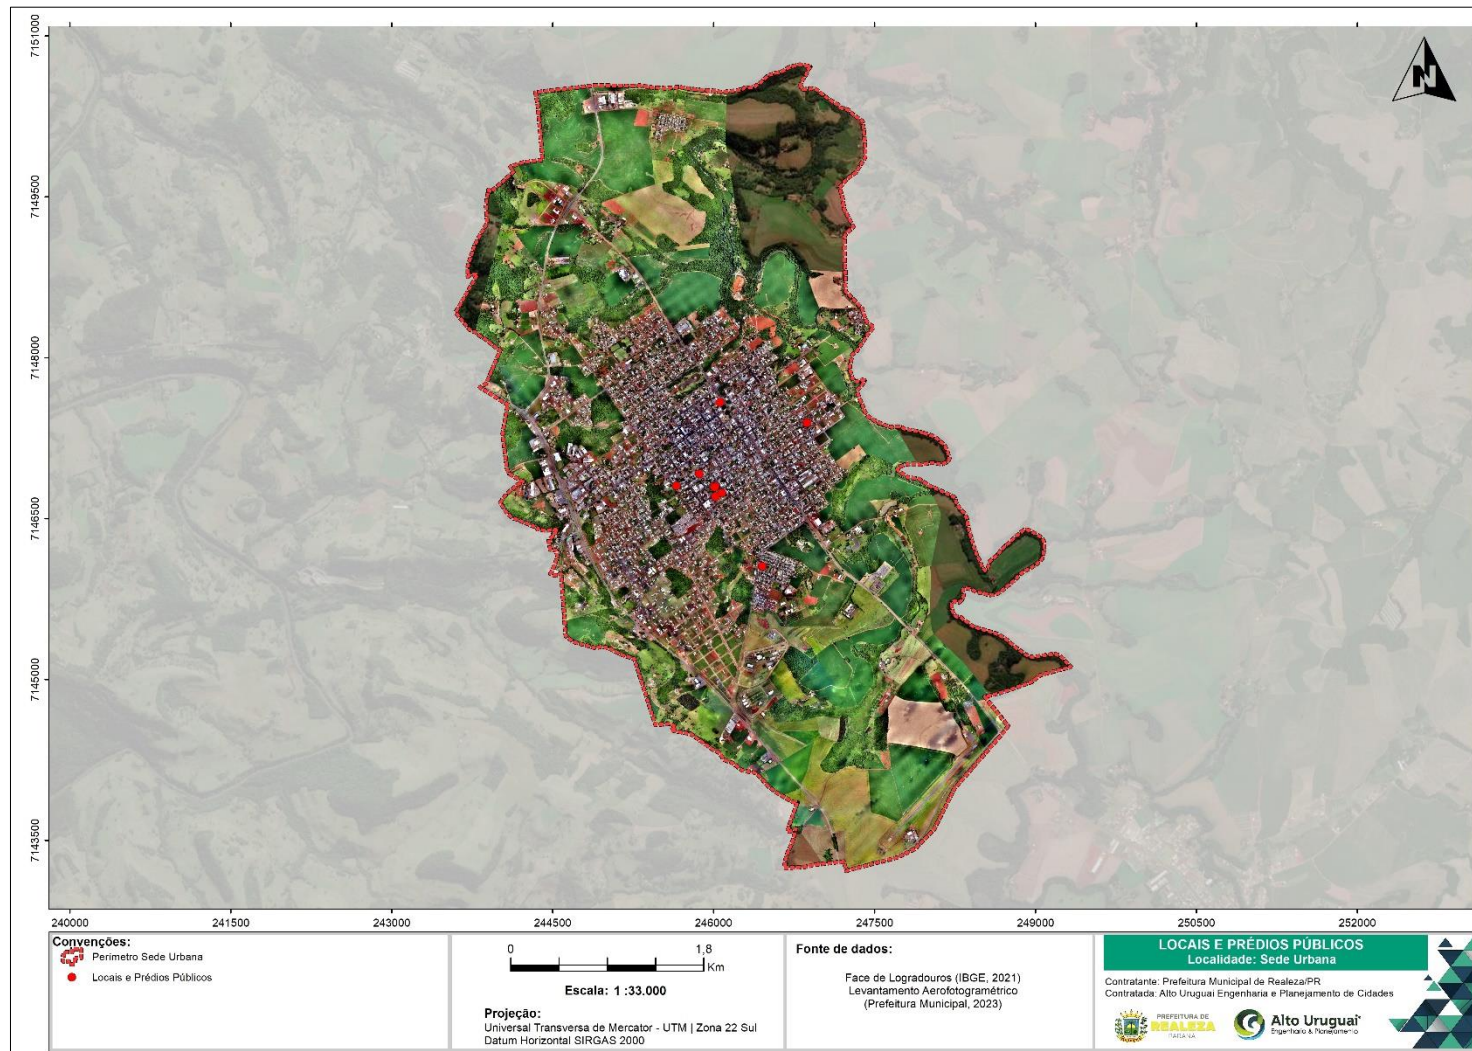 N
7151000
7149500
7148000
7146500
7145000
7143500
240000 241500 243000 244500 246000 247500 249000 250500 252000
Convenções:
Perímetro Sede Urbana
Locais e Prédios Públicos
0 1,8
Km
Escala: 1 :33.000
Projeção:
Universal Transversa de Mercator - UTM | Zona 22 Sul
Datum Horizontal SIRGAS 2000
Fonte de dados:
Face de Logradouros (IBGE, 2021)
Levantamento Aerofotogramétrico
(Prefeitura Municipal, 2023)
LOCAIS E PRÉDIOS PÚBLICOS
Localidade: Sede Urbana
Contratante: Prefeitura Municipal de Realeza/PR
Contratada: Alto Uruguai Engenharia e Planejamento de Cidades
PREFEITURA DE
REALEZA
PARANÁ
Alto Uruguai
Engenharia & Planejamento